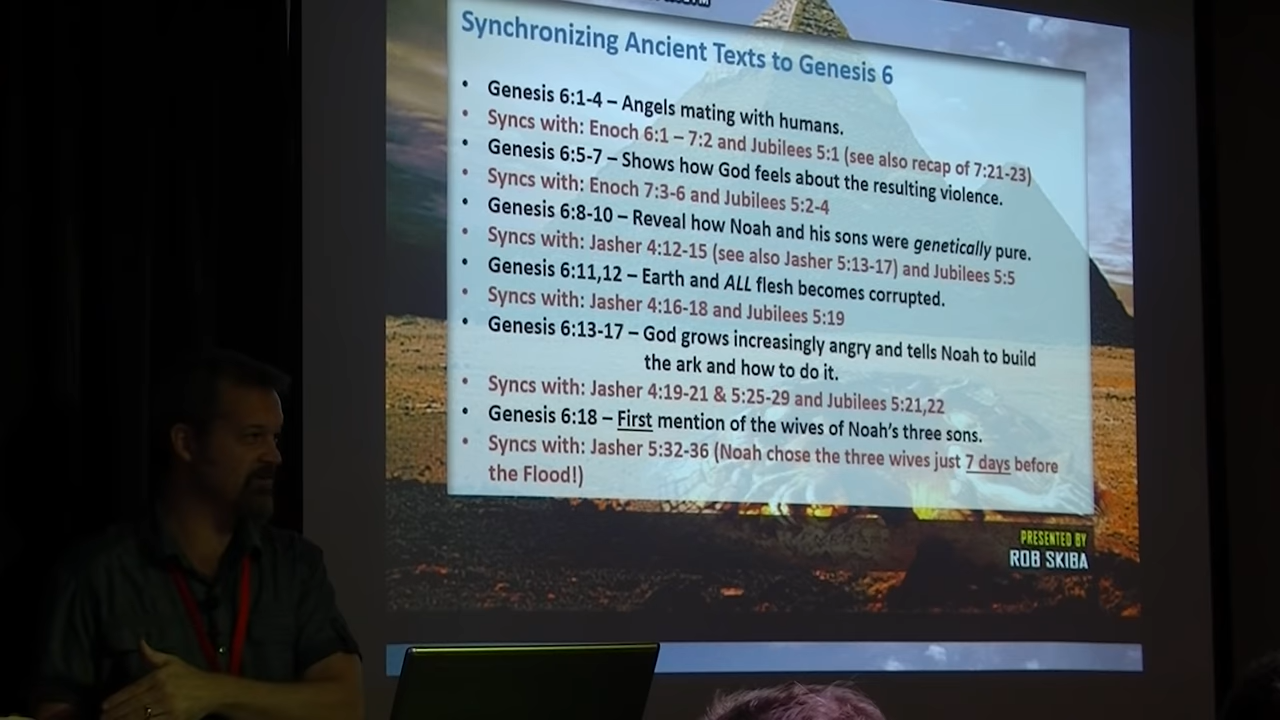 Synchronizing Ancient Texts to Genesis 6
• Genesis 6:1-4 – Angels mating with humans.
• Syncs with: Enoch 6:1 – 7:2 and Jubilees 5:1 (see also recap of 7:21-23)
• Genesis 6:5-7 – Shows how God feels about the resulting violence.
• Syncs with: Enoch 7:3-6 and Jubilees 5:2-4
• Genesis 6:8-10 – Reveal how Noah and his sons were genetically pure.
• Syncs with: Jasher 4:12-15 (see also Jasher 5:13-17) and Jubilees 5:5
• Genesis 6:11,12 – Earth and ALL flesh becomes corrupted.
• Syncs with: Jasher 4:16-18 and Jubilees 5:19
• Genesis 6:13-17 – God grows increasingly angry and tells Noah to build
the ark and how to do it.
• Syncs with: Jasher 4:19-21 & 5:25-29 and Jubilees 5:21,22
• Genesis 6:18 – First mention of the wives of Noah's three sons.
• Syncs with: Jasher 5:32-36 (Noah chose the three wives just 7 days before
the Flood!)
PRESENTED BY
ROB SKIBA